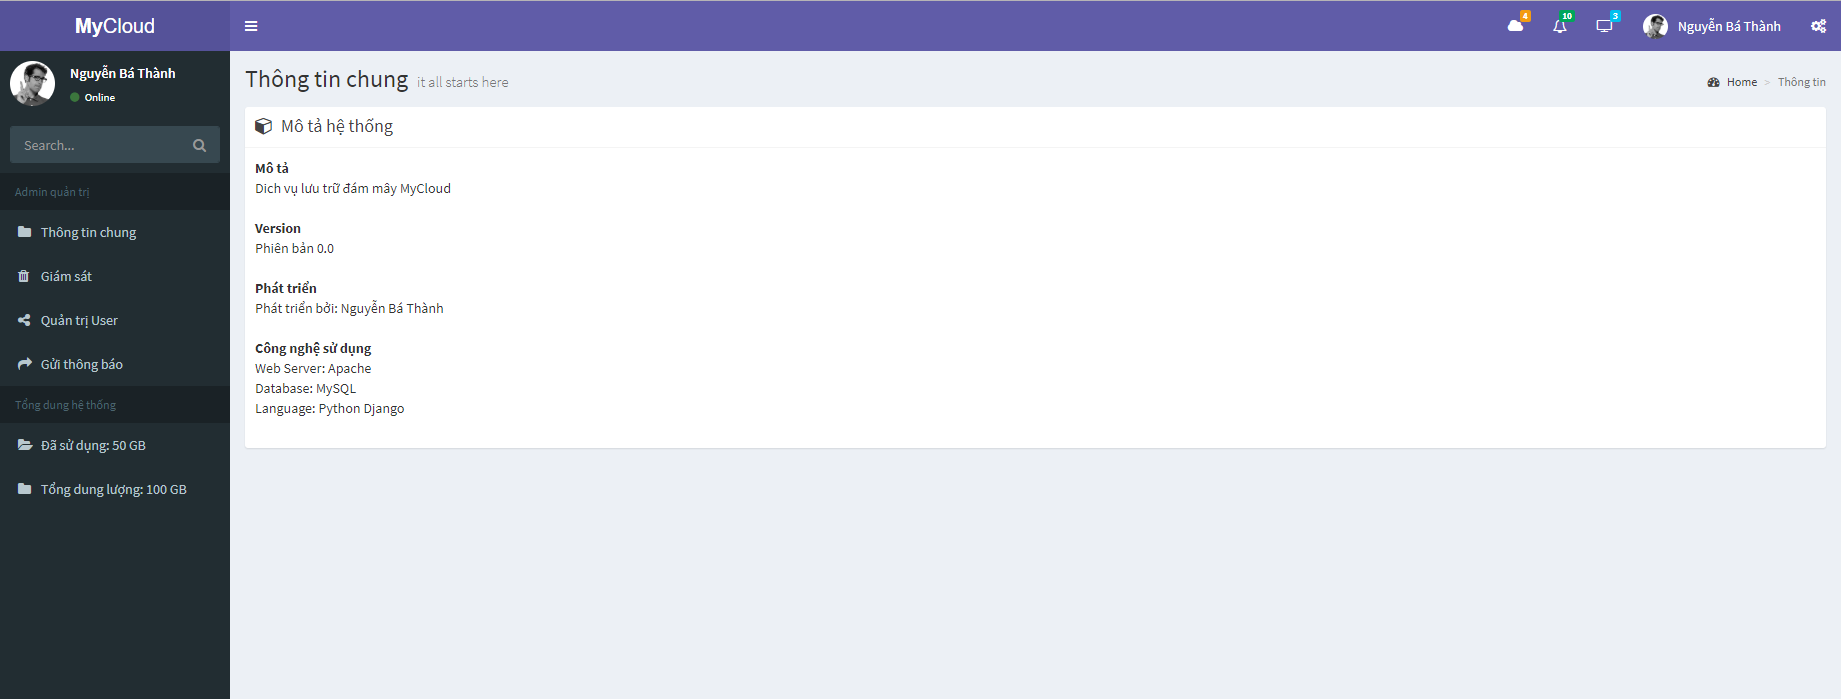 MyCloud
4
10
3
Nguyễn Bá Thành
Nguyễn Bá Thành
Online
Search...
Admin quản trị
Thông tin chung
Giám sát
Quản trị User
Gửi thông báo
Tổng dung hệ thống
Đã sử dụng: 50 GB
Tổng dung lượng: 100 GB
Thông tin chung it all starts here
Home > Thông tin
Mô tả hệ thống
Mô tả
Dich vụ lưu trữ đám mây MyCloud
Version
Phiên bản 0.0
Phát triển
Phát triển bởi: Nguyễn Bá Thành
Công nghệ sử dụng
Web Server: Apache
Database: MySQL
Language: Python Django